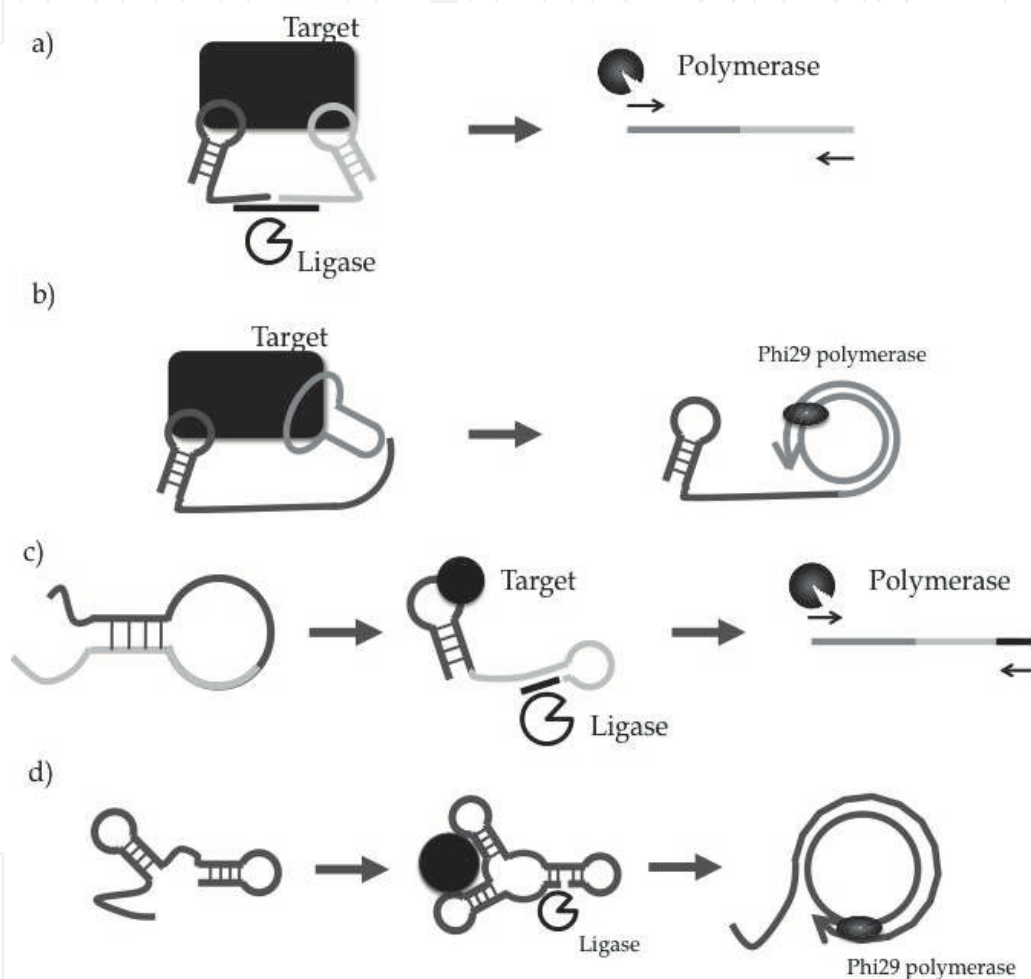 a)
Target
Polymerase
Ligase
b)
Target
Phi29 polymerase
c)
Target
Polymerase
Ligase
d)
Ligase
Phi29 polymerase